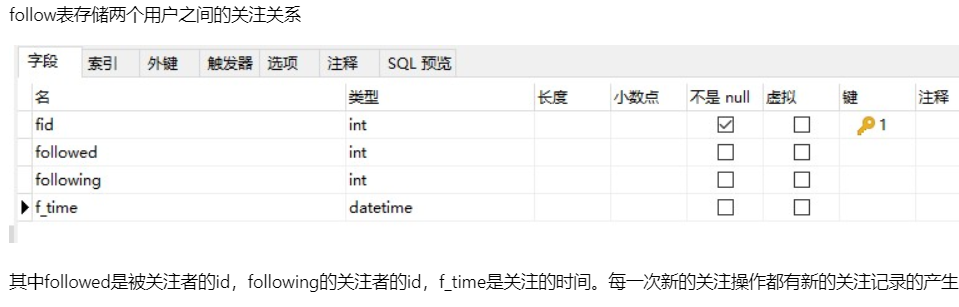 follow表存储两个用户之间的关注关系
字段 索引 外键 触发器 选项 注释 SQL 预览
名 类型 长度 小数点 不是 null 虚拟 键 注释
fid int 1
followed int
following int
f_time datetime
其中followed是被关注者的id，following的关注者的id，f_time是关注的时间。每一次新的关注操作都有新的关注记录的产生